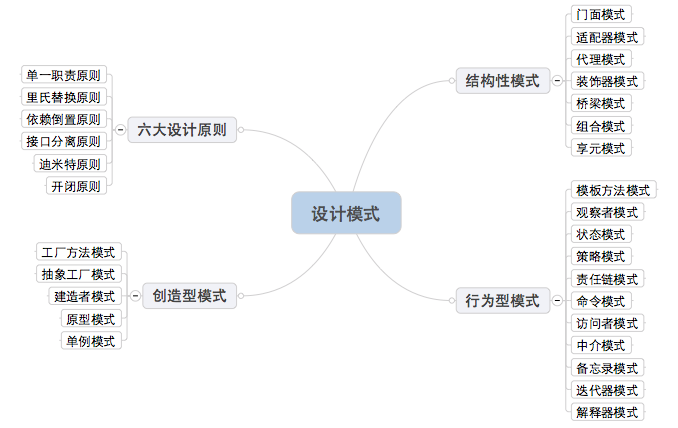 设计模式
六大设计原则
单一职责原则
里氏替换原则
依赖倒置原则
接口分离原则
迪米特原则
开闭原则
创造型模式
工厂方法模式
抽象工厂模式
建造者模式
原型模式
单例模式
结构性模式
门面模式
适配器模式
代理模式
装饰器模式
桥梁模式
组合模式
享元模式
行为型模式
模板方法模式
观察者模式
状态模式
策略模式
责任链模式
命令模式
访问者模式
中介模式
备忘录模式
迭代器模式
解释器模式